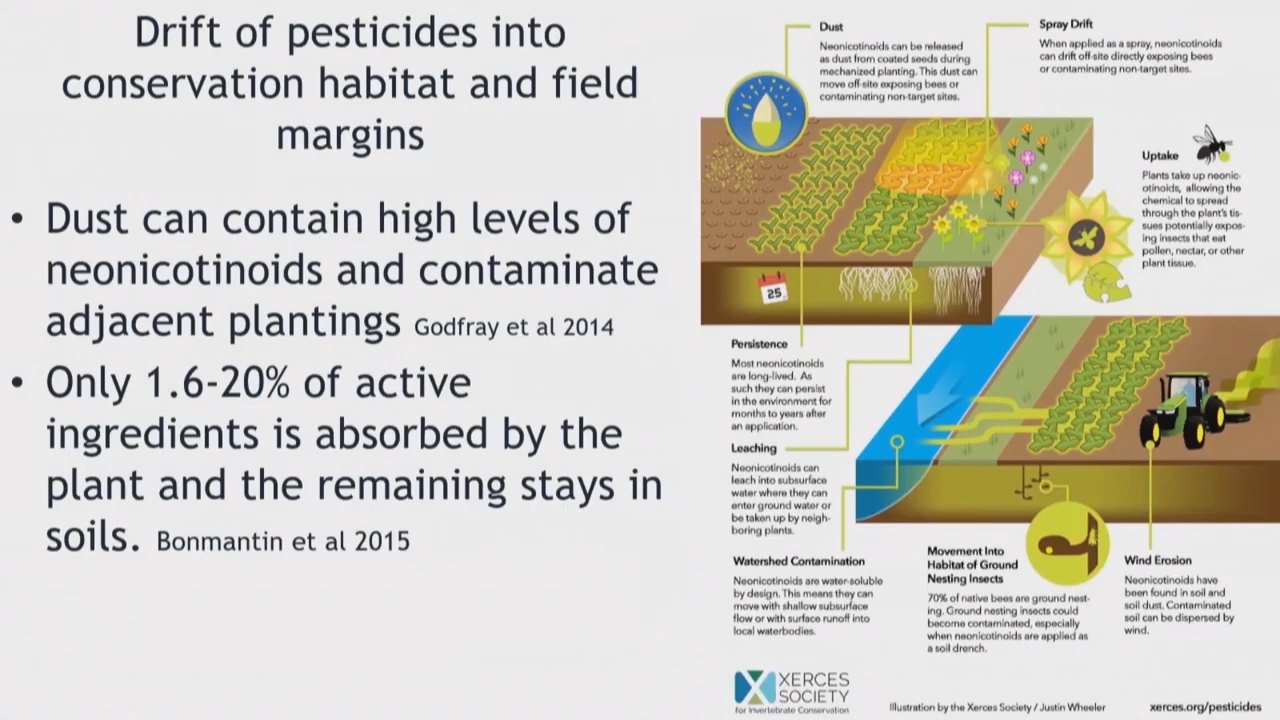 Drift of pesticides into
conservation habitat and field
margins
• Dust can contain high levels of
neonicotinoids and contaminate
adjacent plantings Godfray et al 2014
• Only 1.6-20% of active
ingredients is absorbed by the
plant and the remaining stays in
soils. Bonmantin et al 2015
Dust
Neonicotinoids can be released
as dust from coated seeds during
mechanized planting. This dust can
move off-site exposing bees or
contaminating non-target sites.
Spray Drift
When applied as a spray, neonicotinoids
can drift off-site directly exposing bees
or contaminating non-target sites.
Uptake
Plants take up neonic-
otinoids, allowing the
chemical to spread
through the plant's tis-
sues potentially expos-
ing insects that eat
pollen, nectar, or other
plant tissue.
25
Persistence
Most neonicotinoids
are long-lived. As
such they can persist
in the environment for
months to years after
an application.
Leaching
Neonicotinoids can
leach into subsurface
water where they can
enter ground water or
be taken up by neigh-
boring plants.
Watershed Contamination
Neonicotinoids are water-soluble
by design. This means they can
move with shallow subsurface
flow or with surface runoff into
local waterbodies.
Movement Into
Habitat of Ground
Nesting Insects
70% of native bees are ground nest-
ing. Ground nesting insects could
become contaminated, especially
when neonicotinoids are applied as
a soil drench.
Wind Erosion
Neonicotinoids have
been found in soil and
soil dust. Contaminated
soil can be dispersed by
wind.
XERCES
SOCIETY
for Invertebrate Conservation
Illustration by the Xerces Society / Justin Wheeler
xerces.org/pesticides